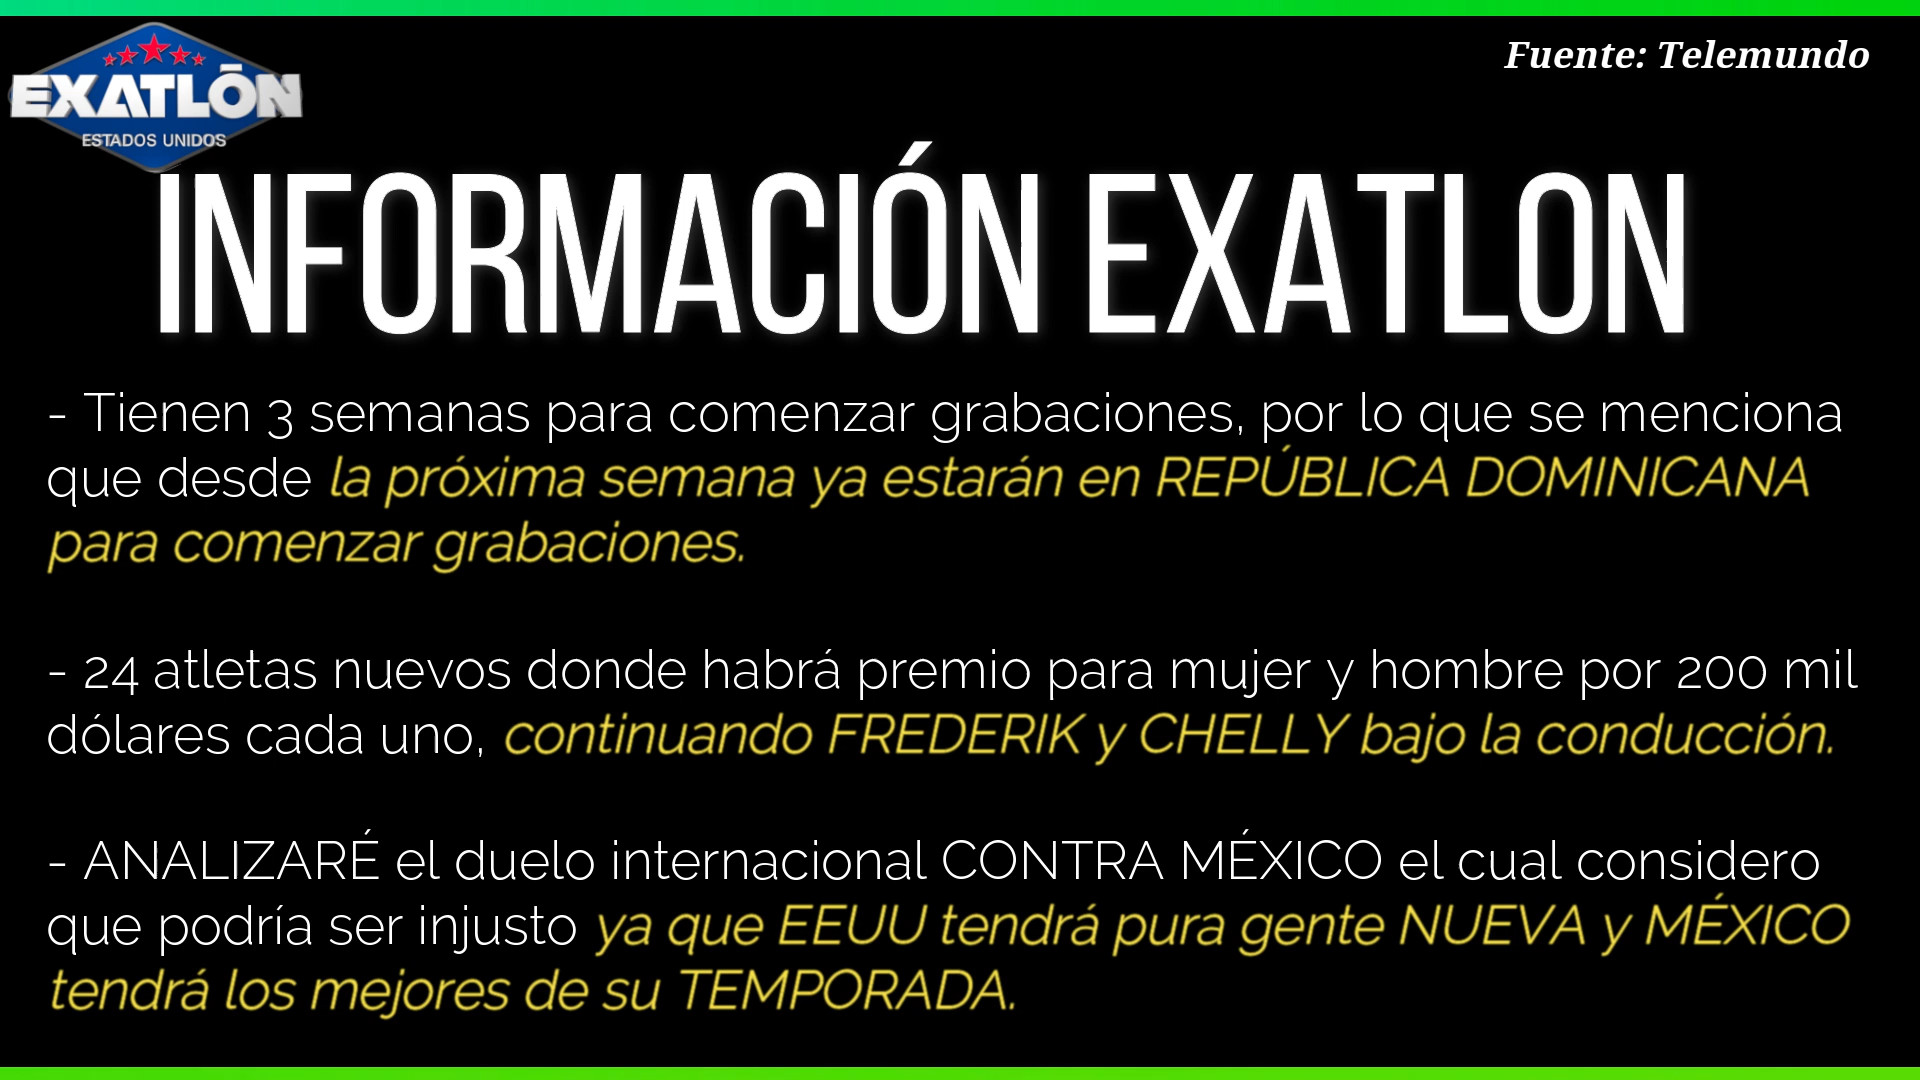 EXATLŌN
ESTADOS UNIDOS
Fuente: Telemundo
INFORMACIÓN EXATLON
- Tienen 3 semanas para comenzar grabaciones, por lo que se menciona
que desde la próxima semana ya estarán en REPÚBLICA DOMINICANA
para comenzar grabaciones.
- 24 atletas nuevos donde habrá premio para mujer y hombre por 200 mil
dólares cada uno, continuando FREDERIK y CHELLY bajo la conducción.
- ANALIZARÉ el duelo internacional CONTRA MÉXICO el cual considero
que podría ser injusto ya que EEUU tendrá pura gente NUEVA y MÉXICO
tendrá los mejores de su TEMPORADA.